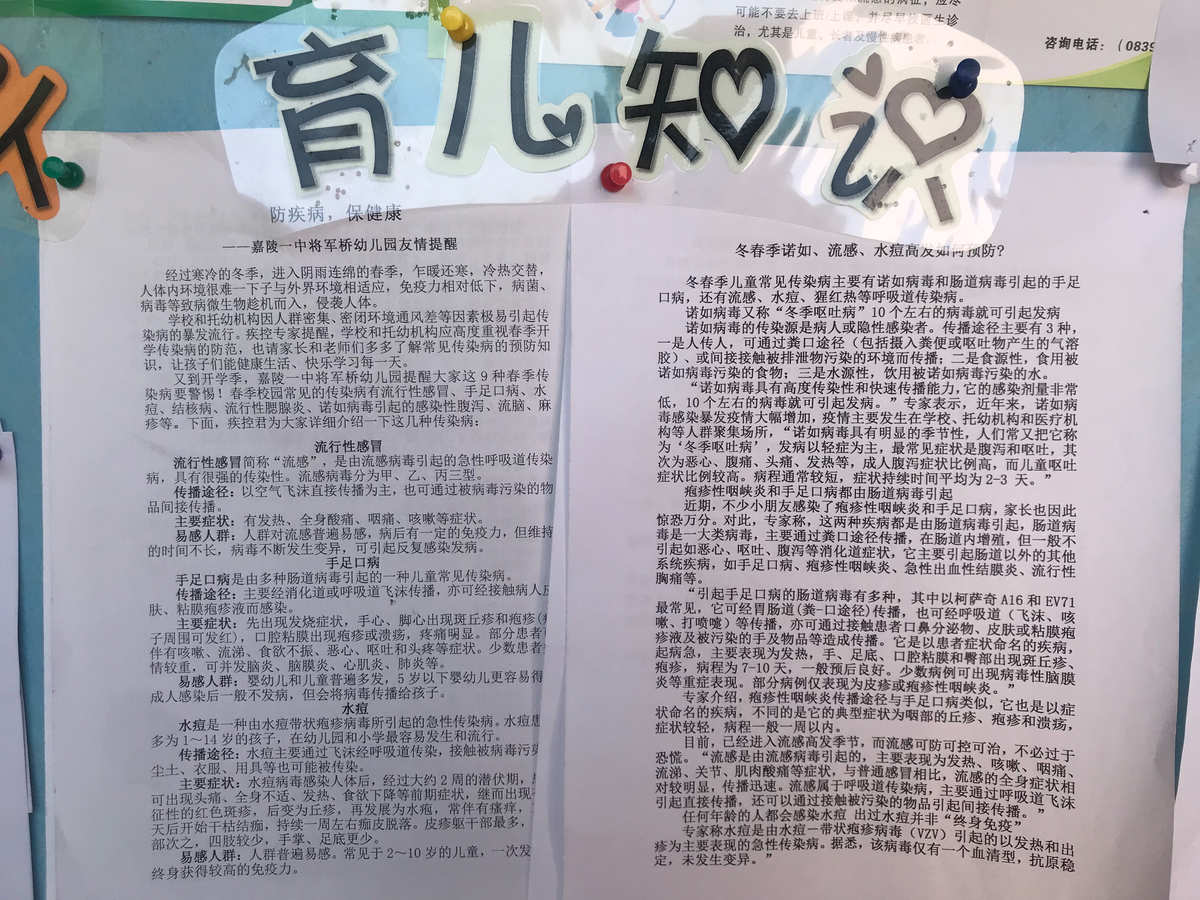 可能不要去上班/上课，并尽早找医生诊
治，尤其是儿童、长者及慢性病患者。
咨询电话：（0839
育儿知识
防疾病，保健康
——嘉陵一中将军桥幼儿园友情提醒
经过寒冷的冬季，进入阴雨连绵的春季，乍暖还寒，冷热交替，
人体内环境很难一下子与外界环境相适应，免疫力相对低下，病菌、
病毒等致病微生物趁机而入，侵袭人体。
学校和托幼机构因人群密集、密闭环境通风差等因素极易引起传
染病的暴发流行。疾控专家提醒，学校和托幼机构应高度重视春季开
学传染病的防范，也请家长和老师们多多了解常见传染病的预防知
识，让孩子们能健康生活、快乐学习每一天。
又到开学季，嘉陵一中将军桥幼儿园提醒大家这 9 种春季传
染病要警惕！春季校园常见的传染病有流行性感冒、手足口病、水
痘、结核病、流行性腮腺炎、诺如病毒引起的感染性腹泻、流脑、麻
疹等。下面，疾控君为大家详细介绍一下这几种传染病：
流行性感冒
流行性感冒简称“流感”，是由流感病毒引起的急性呼吸道传染
病，具有很强的传染性。流感病毒分为甲、乙、丙三型。
传播途径：以空气飞沫直接传播为主，也可通过被病毒污染的物
品间接传播。
主要症状：有发热、全身酸痛、咽痛、咳嗽等症状。
易感人群：人群对流感普遍易感，病后有一定的免疫力，但维持
的时间不长，病毒不断发生变异，可引起反复感染发病。
手足口病
手足口病是由多种肠道病毒引起的一种儿童常见传染病。
传播途径：主要经消化道或呼吸道飞沫传播，亦可经接触病人皮
肤、粘膜疱疹液而感染。
主要症状：先出现发烧症状，手心、脚心出现斑丘疹和疱疹(
子周围可发红)，口腔粘膜出现疱疹或溃疡，疼痛明显。部分患者可
伴有咳嗽、流涕、食欲不振、恶心、呕吐和头疼等症状。少数患者
情较重，可并发脑炎、脑膜炎、心肌炎、肺炎等。
易感人群：婴幼儿和儿童普遍多发，5 岁以下婴幼儿更容易得
成人感染后一般不发病，但会将病毒传播给孩子。
水痘
水痘是一种由水痘带状疱疹病毒所引起的急性传染病。水痘患
多为 1～14 岁的孩子，在幼儿园和小学最容易发生和流行。
传播途径：水痘主要通过飞沫经呼吸道传染，接触被病毒污染
尘土、衣服、用具等也可能被传染。
主要症状：水痘病毒感染人体后，经过大约 2 周的潜伏期，
可出现头痛、全身不适、发热、食欲下降等前期症状，继而出现
征性的红色斑疹，后变为丘疹，再发展为水疱，常伴有瘙痒，
天后开始干枯结痂，持续一周左右痂皮脱落。皮疹躯干部最多，
部次之，四肢较少，手掌、足底更少。
易感人群：人群普遍易感。常见于 2～10 岁的儿童，一次发
终身获得较高的免疫力。
冬春季诺如、流感、水痘高发如何预防？
冬春季儿童常见传染病主要有诺如病毒和肠道病毒引起的手足
口病，还有流感、水痘、猩红热等呼吸道传染病。
诺如病毒又称“冬季呕吐病”10 个左右的病毒就可引起发病
诺如病毒的传染源是病人或隐性感染者。传播途径主要有 3 种，
一是人传人，可通过粪口途径（包括摄入粪便或呕吐物产生的气溶
胶）、或间接接触被排泄物污染的环境而传播；二是食源性，食用被
诺如病毒污染的食物；三是水源性，饮用被诺如病毒污染的水。
“诺如病毒具有高度传染性和快速传播能力，它的感染剂量非常
低，10 个左右的病毒就可引起发病。”专家表示，近年来，诺如病
毒感染暴发疫情大幅增加，疫情主要发生在学校、托幼机构和医疗机
构等人群聚集场所，“诺如病毒具有明显的季节性，人们常又把它称
为‘冬季呕吐病’，发病以轻症为主，最常见症状是腹泻和呕吐，其
次为恶心、腹痛、头痛、发热等，成人腹泻症状比例高，而儿童呕吐
症状比例较高。病程通常较短，症状持续时间平均为 2-3 天。”
疱疹性咽峡炎和手足口病都由肠道病毒引起
近期，不少小朋友感染了疱疹性咽峡炎和手足口病，家长也因此
惊恐万分。对此，专家称，这两种疾病都是由肠道病毒引起，肠道病
毒是一大类病毒，主要通过粪口途径传播，在肠道内增殖，但一般不
引起如恶心、呕吐、腹泻等消化道症状，它主要引起肠道以外的其他
系统疾病，如手足口病、疱疹性咽峡炎、急性出血性结膜炎、流行性
胸痛等。
“引起手足口病的肠道病毒有多种，其中以柯萨奇 A16 和 EV71
最常见，它可经胃肠道(粪-口途径)传播，也可经呼吸道（飞沫、咳
嗽、打喷嚏）等传播，亦可通过接触患者口鼻分泌物、皮肤或粘膜疱
疹液及被污染的手及物品等造成传播。它是以患者症状命名的疾病，
起病急，主要表现为发热，手、足底、口腔粘膜和臀部出现斑丘疹、
疱疹，病程为 7-10 天，一般预后良好。少数病例可出现病毒性脑膜
炎等重症表现。部分病例仅表现为皮疹或疱疹性咽峡炎。”
专家介绍，疱疹性咽峡炎传播途径与手足口病类似，它也是以症
状命名的疾病，不同的是它的典型症状为咽部的丘疹、疱疹和溃疡，
症状较轻，病程一般一周以内。
目前，已经进入流感高发季节，而流感可防可控可治，不必过于
恐慌。“流感是由流感病毒引起的，主要表现为发热、咳嗽、咽痛、
流涕、关节、肌肉酸痛等症状，与普通感冒相比，流感的全身症状相
对较明显，传播迅速。流感属于呼吸道传染病，主要通过呼吸道飞沫
引起直接传播，还可以通过接触被污染的物品引起间接传播。”
任何年龄的人都会感染水痘 出过水痘并非“终身免疫”
专家称水痘是由水痘－带状疱疹病毒（VZV）引起的以发热和出
疹为主要表现的急性传染病。据悉，该病毒仅有一个血清型，抗原稳
定，未发生变异。”